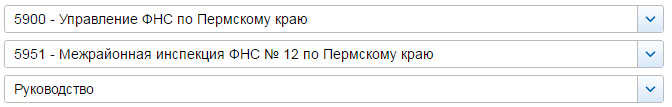 5900 - Управление ФНС по Пермскому краю
5951 - Межрайонная инспекция ФНС № 12 по Пермскому краю
Руководство